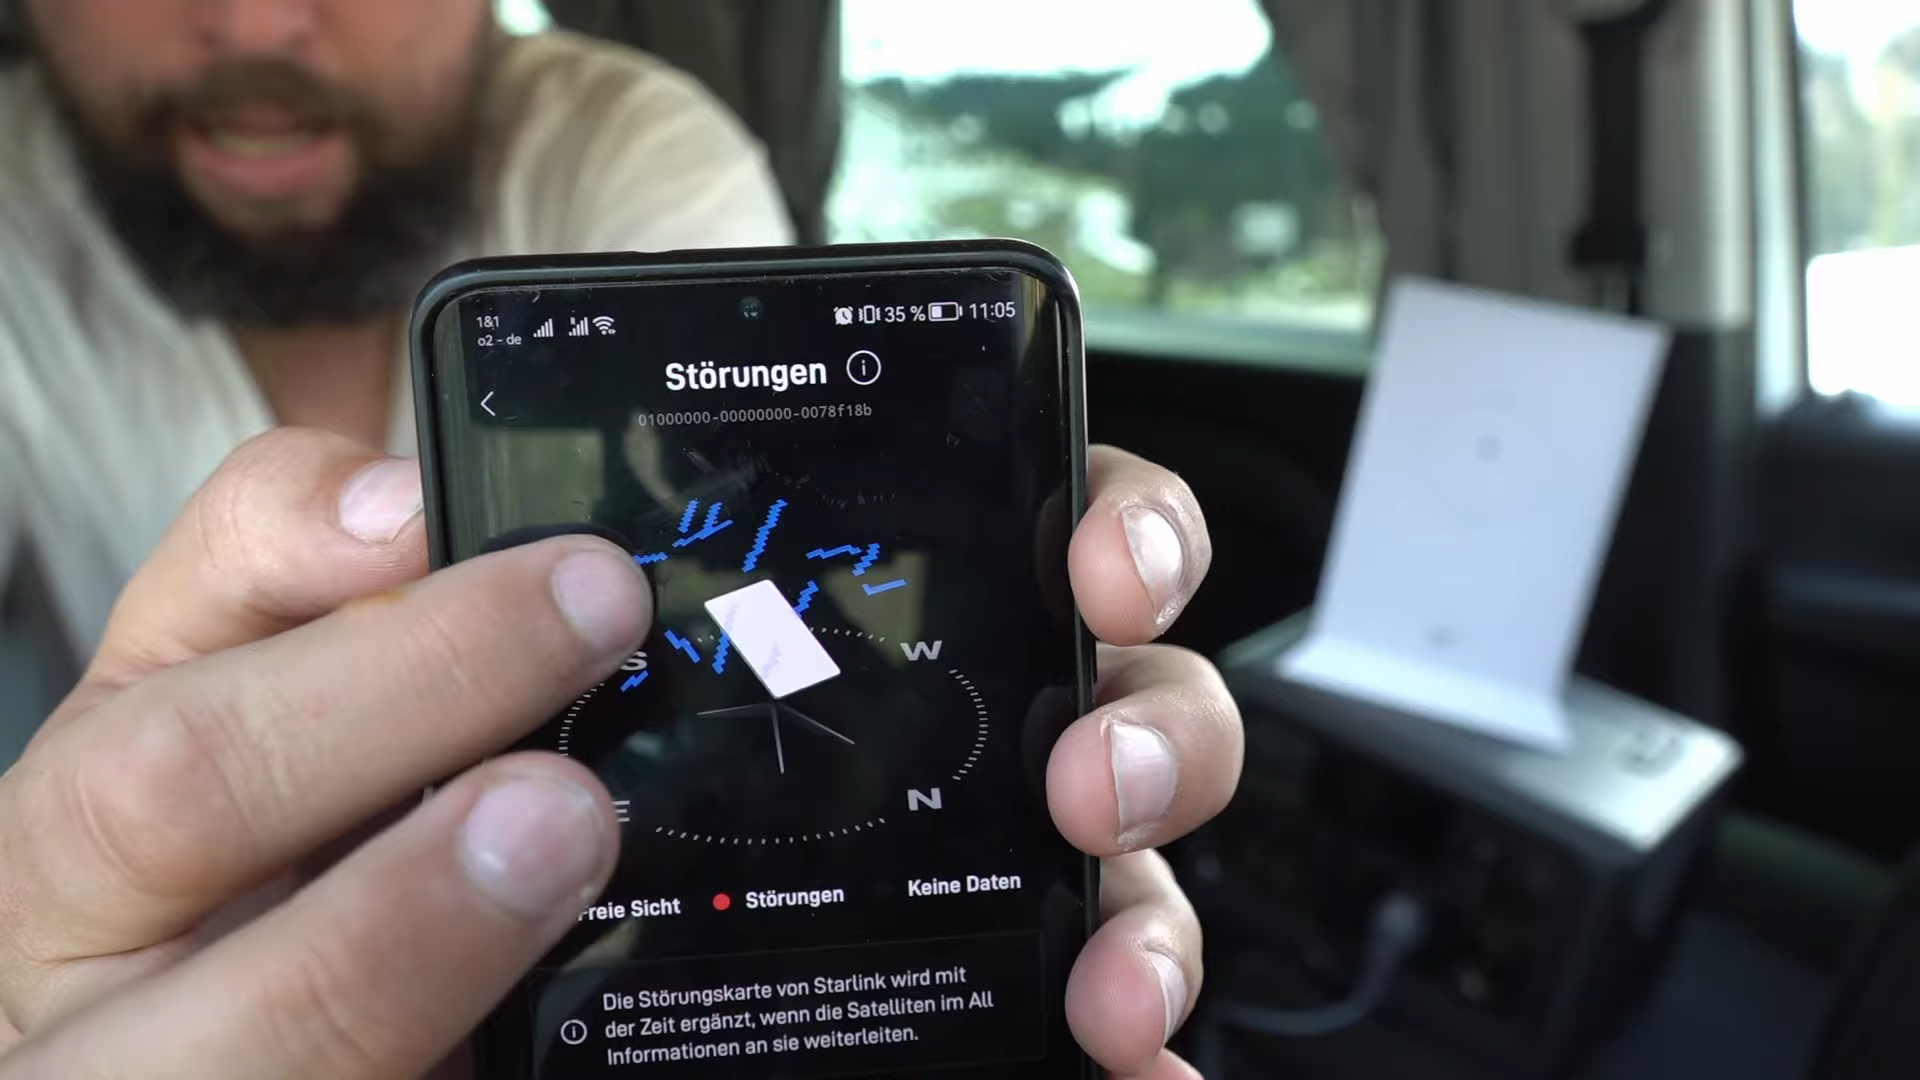 1&1
o2 - de
35 %
11:05
Störungen
01000000-00000000-0078f18b
S
W
E
N
Freie Sicht
Störungen
Keine Daten
Die Störungskarte von Starlink wird mit
der Zeit ergänzt, wenn die Satelliten im All
Informationen an sie weiterleiten.